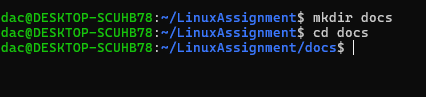 dac@DESKTOP-SCUHB78:~/LinuxAssignment$ mkdir docs
dac@DESKTOP-SCUHB78:~/LinuxAssignment$ cd docs
dac@DESKTOP-SCUHB78:~/LinuxAssignment/docs$